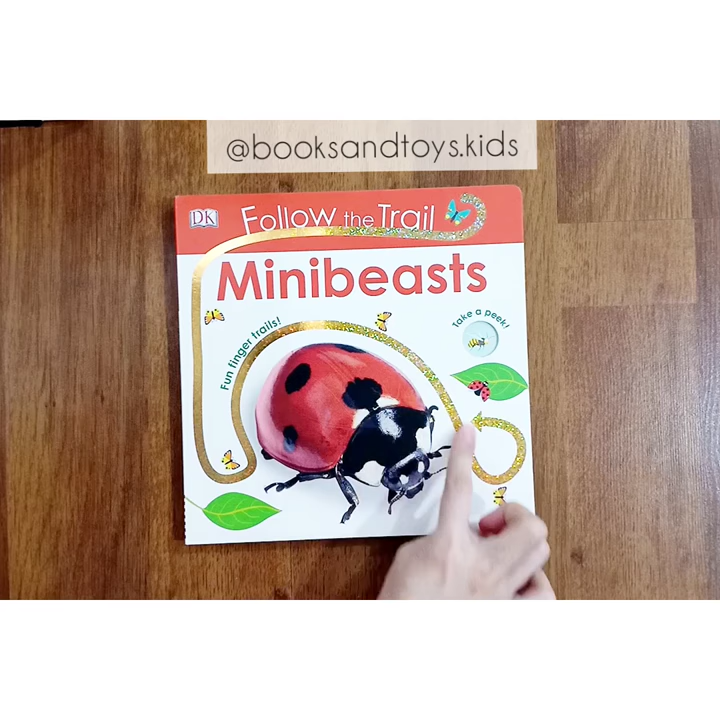 @booksandtoys.kids
DK
Follow the Trail
Minibeasts
Fun finger trails!
Take a peek!